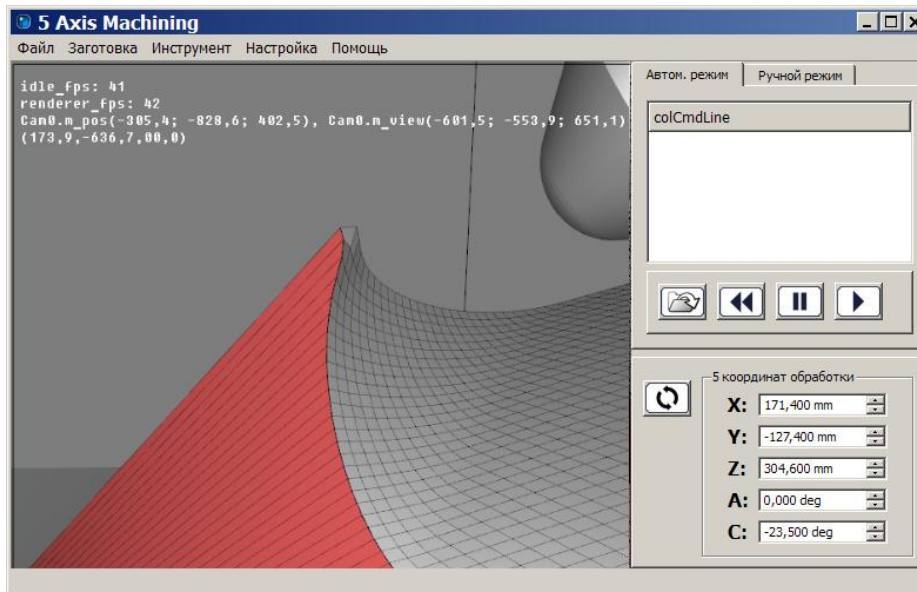 5 Axis Machining
Файл Заготовка Инструмент Настройка Помощь
idle_fps: 41
renderer_fps: 42
Cam0.m_pos(-305,4; -828,6; 402,5), Cam0.m_view(-601,5; -553,9; 651,1)
(173,9,-636,7,00,0)
Автом. режим Ручной режим
colCmdLine
5 координат обработки
X: 171,400 mm
Y: -127,400 mm
Z: 304,600 mm
A: 0,000 deg
C: -23,500 deg